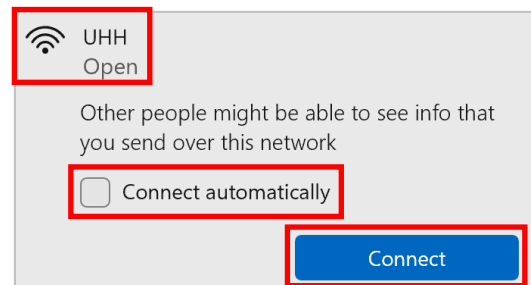 UHH
Open
Other people might be able to see info that
you send over this network
Connect automatically
Connect